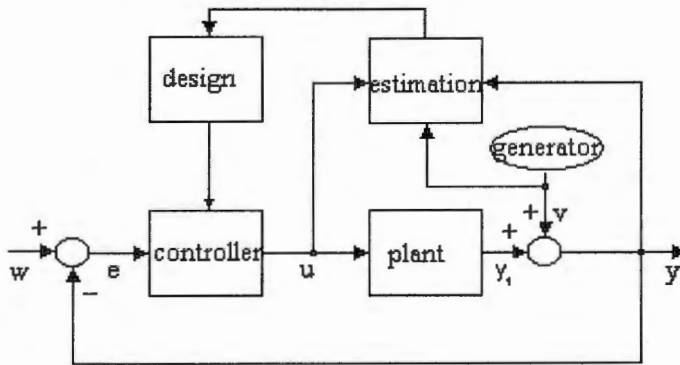 design
estimation
generator
+
v
+
+
w
e
controller
u
plant
y₁
+
y
−